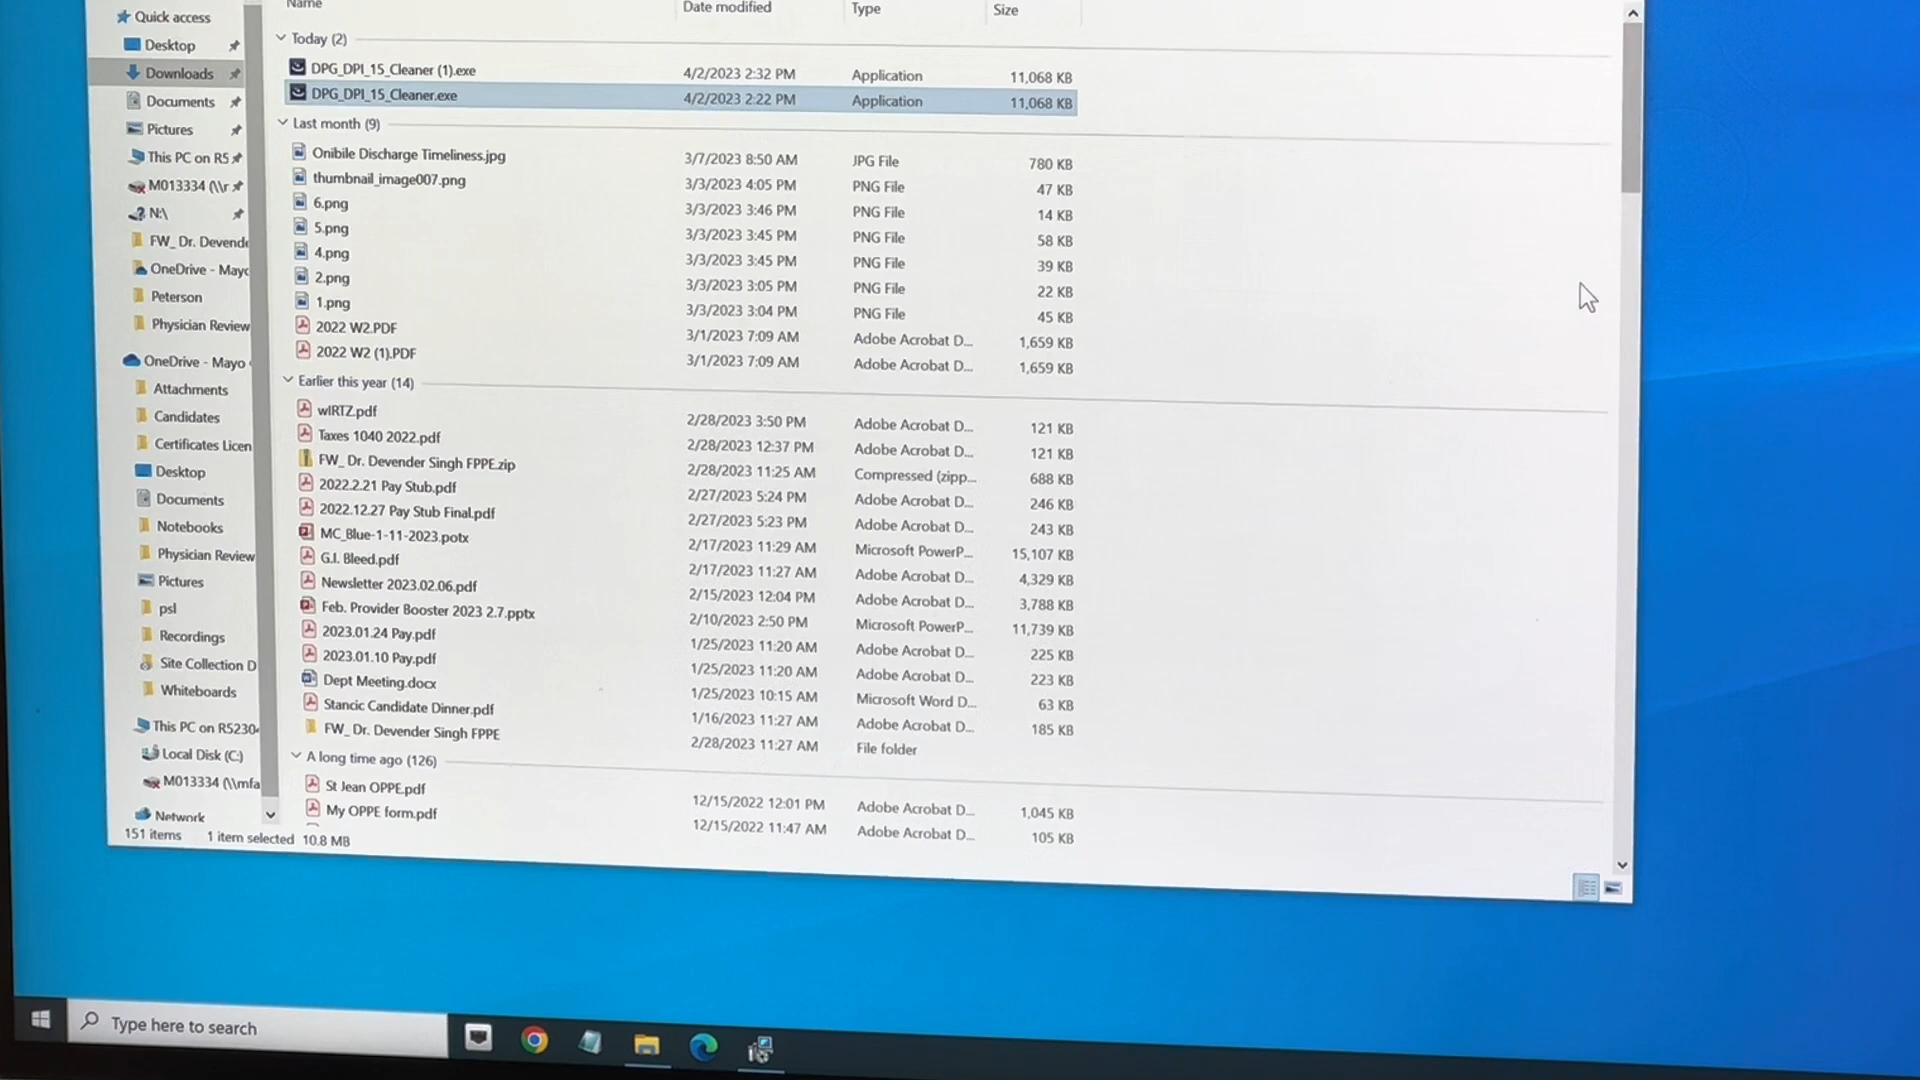 Name Date modified Type Size
Quick access
Desktop
Downloads
Documents
Pictures
This PC on R5
M013334 (\\r
N:\
FW_ Dr. Devende
OneDrive - Mayo
Peterson
Physician Review
OneDrive - Mayo
Attachments
Candidates
Certificates Licen
Desktop
Documents
Notebooks
Physician Review
Pictures
psl
Recordings
Site Collection D
Whiteboards
This PC on R5230
Local Disk (C:)
M013334 (\\mfa
Network
Today (2)
DPG_DPI_15_Cleaner (1).exe 4/2/2023 2:32 PM Application 11,068 KB
DPG_DPI_15_Cleaner.exe 4/2/2023 2:22 PM Application 11,068 KB
Last month (9)
Onibile Discharge Timeliness.jpg 3/7/2023 8:50 AM JPG File 780 KB
thumbnail_image007.png 3/3/2023 4:05 PM PNG File 47 KB
6.png 3/3/2023 3:46 PM PNG File 14 KB
5.png 3/3/2023 3:45 PM PNG File 58 KB
4.png 3/3/2023 3:45 PM PNG File 39 KB
2.png 3/3/2023 3:05 PM PNG File 22 KB
1.png 3/3/2023 3:04 PM PNG File 45 KB
2022 W2.PDF 3/1/2023 7:09 AM Adobe Acrobat D... 1,659 KB
2022 W2 (1).PDF 3/1/2023 7:09 AM Adobe Acrobat D... 1,659 KB
Earlier this year (14)
wIRTZ.pdf 2/28/2023 3:50 PM Adobe Acrobat D... 121 KB
Taxes 1040 2022.pdf 2/28/2023 12:37 PM Adobe Acrobat D... 121 KB
FW_ Dr. Devender Singh FPPE.zip 2/28/2023 11:25 AM Compressed (zipp... 688 KB
2022.2.21 Pay Stub.pdf 2/27/2023 5:24 PM Adobe Acrobat D... 246 KB
2022.12.27 Pay Stub Final.pdf 2/27/2023 5:23 PM Adobe Acrobat D... 243 KB
MC_Blue-1-11-2023.potx 2/17/2023 11:29 AM Microsoft PowerP... 15,107 KB
G.I. Bleed.pdf 2/17/2023 11:27 AM Adobe Acrobat D... 4,329 KB
Newsletter 2023.02.06.pdf 2/15/2023 12:04 PM Adobe Acrobat D... 3,788 KB
Feb. Provider Booster 2023 2.7.pptx 2/10/2023 2:50 PM Microsoft PowerP... 11,739 KB
2023.01.24 Pay.pdf 1/25/2023 11:20 AM Adobe Acrobat D... 225 KB
2023.01.10 Pay.pdf 1/25/2023 11:20 AM Adobe Acrobat D... 223 KB
Dept Meeting.docx 1/25/2023 10:15 AM Microsoft Word D... 63 KB
Stancic Candidate Dinner.pdf 1/16/2023 11:27 AM Adobe Acrobat D... 185 KB
FW_ Dr. Devender Singh FPPE 2/28/2023 11:27 AM File folder
A long time ago (126)
St Jean OPPE.pdf 12/15/2022 12:01 PM Adobe Acrobat D... 1,045 KB
My OPPE form.pdf 12/15/2022 11:47 AM Adobe Acrobat D... 105 KB
151 items 1 item selected 10.8 MB
Type here to search